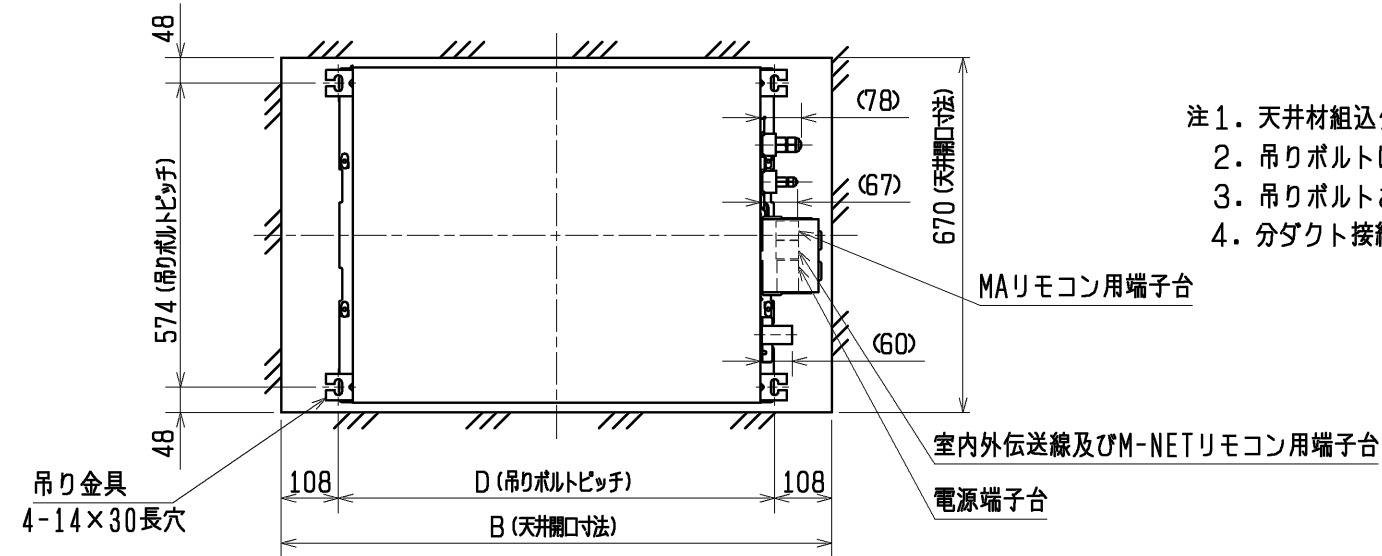 48
574 (吊りボルトピッチ)
48
(78)
(67)
(60)
670 (天井開口寸法)
注1. 天井材組込
2. 吊りボルト
3. 吊りボルト
4. 分ダクト接
MAリモコン用端子台
室内外伝送線及びM-NETリモコン用端子台
電源端子台
吊り金具
4-14×30長穴
108
D (吊りボルトピッチ)
108
B (天井開口寸法)